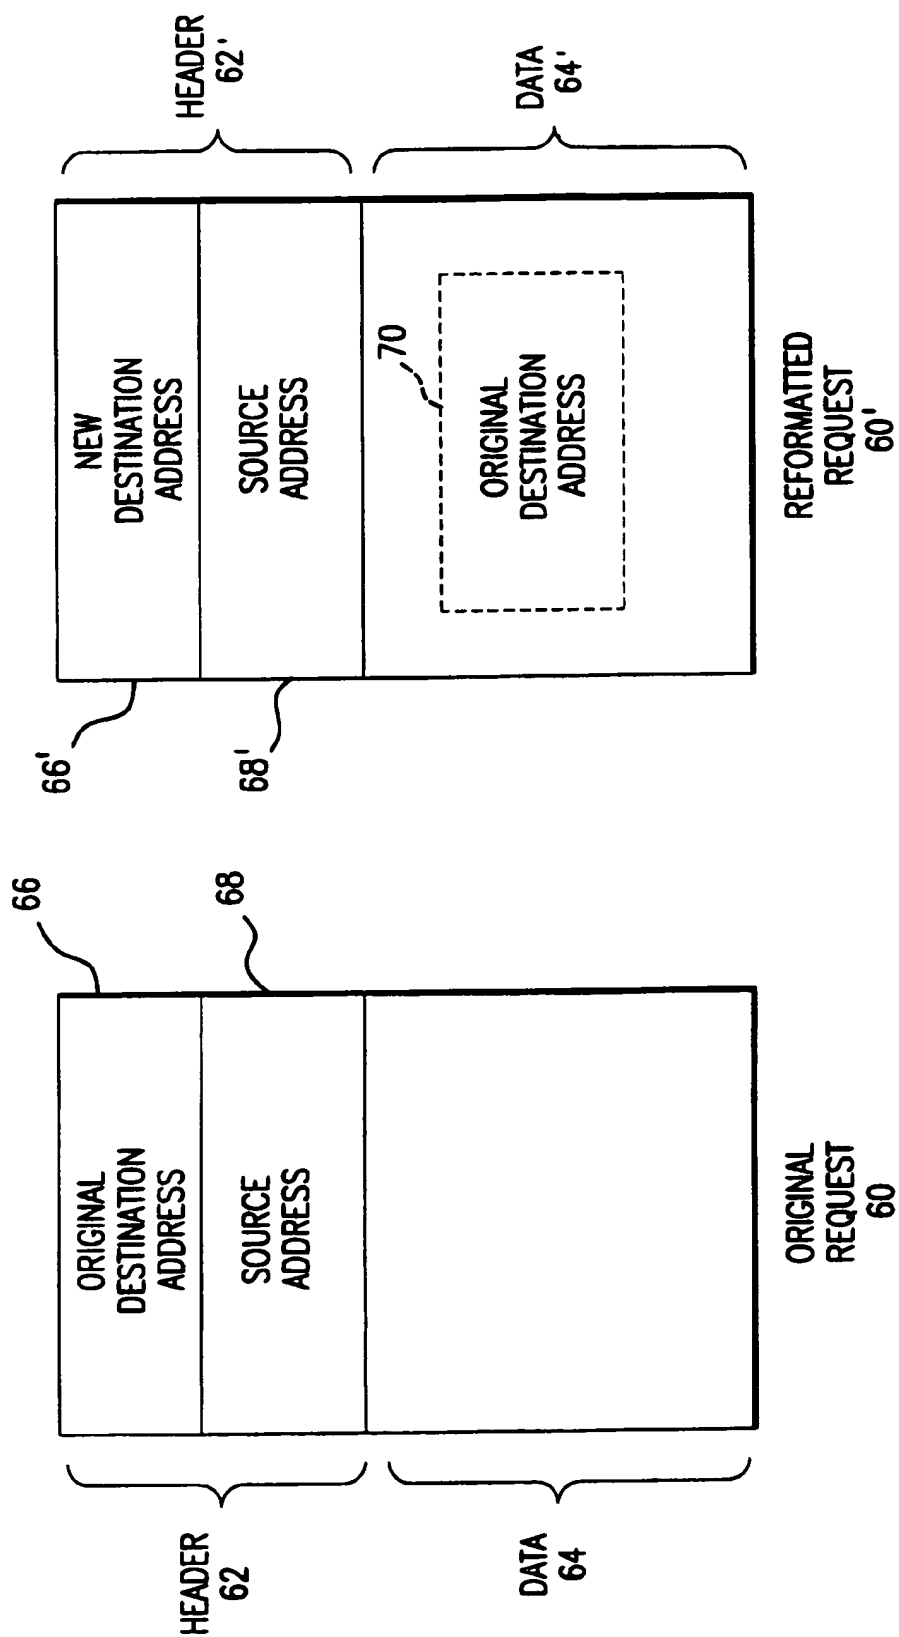 HEADER
62
DATA
64
66
68
ORIGINAL
DESTINATION
ADDRESS
SOURCE
ADDRESS
ORIGINAL
REQUEST
60
66'
68'
NEW
DESTINATION
ADDRESS
SOURCE
ADDRESS
70
ORIGINAL
DESTINATION
ADDRESS
HEADER
62'
DATA
64'
REFORMATTED
REQUEST
60'